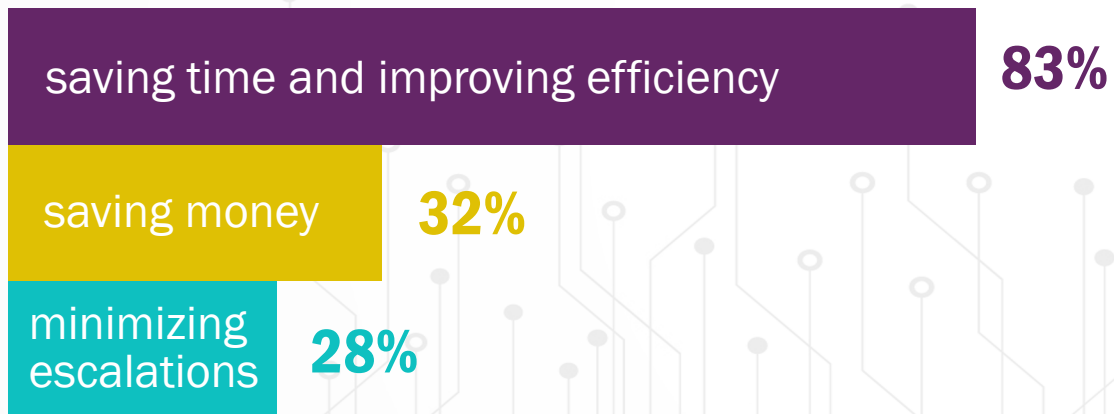 saving time and improving efficiency 83%
saving money 32%
minimizing
escalations 28%